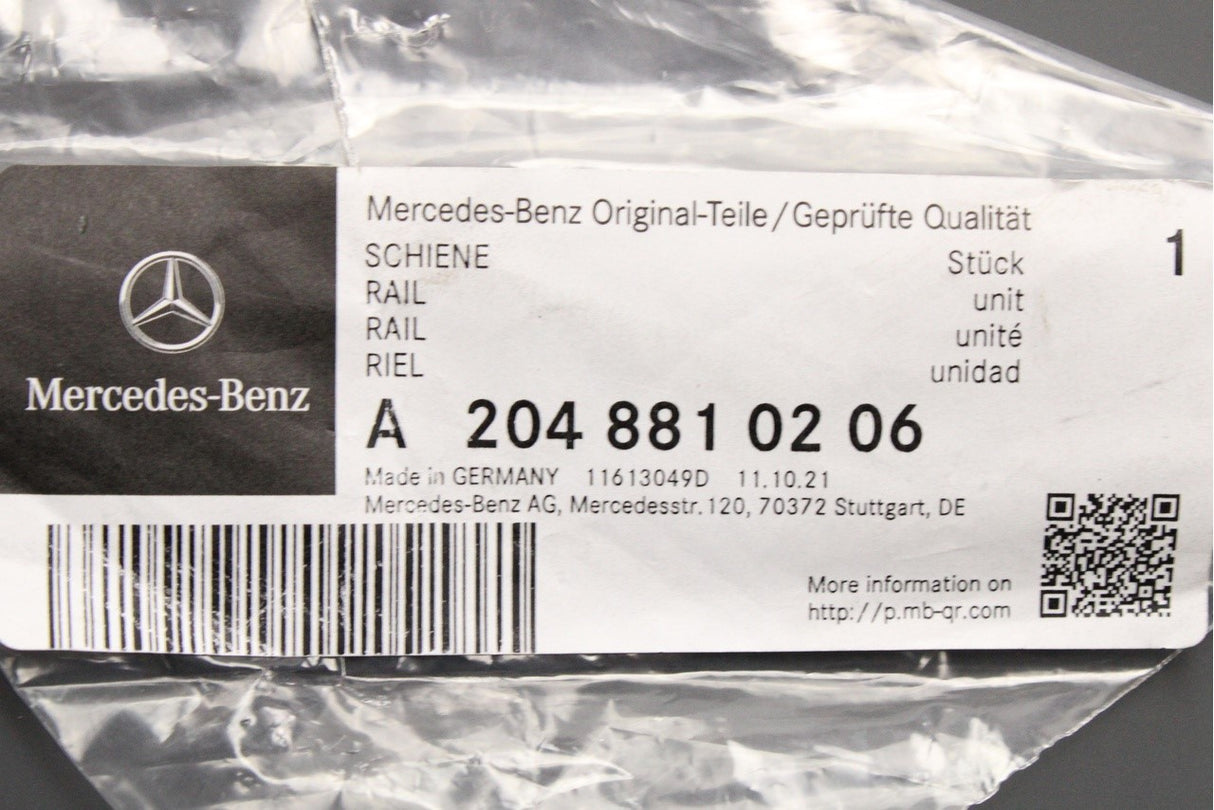 Mercedes-Benz
Mercedes-Benz Original-Teile/Geprüfte Qualität
SCHIENE Stück 1
RAIL unit
RAIL unité
RIEL unidad
A 204 881 02 06
Made in GERMANY 11613049D 11.10.21
Mercedes-Benz AG, Mercedesstr. 120, 70372 Stuttgart, DE
More information on
http://p.mb-qr.com